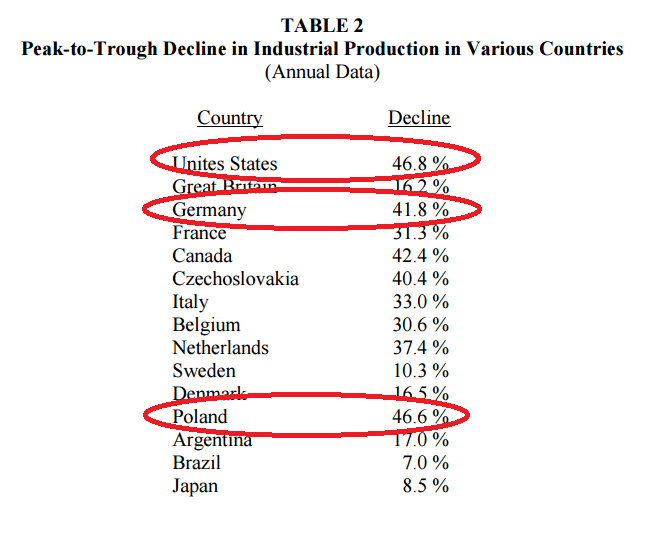 TABLE 2
Peak-to-Trough Decline in Industrial Production in Various Countries
(Annual Data)
Country Decline
Unites States 46.8 %
Great Britain 16.2 %
Germany 41.8 %
France 31.3 %
Canada 42.4 %
Czechoslovakia 40.4 %
Italy 33.0 %
Belgium 30.6 %
Netherlands 37.4 %
Sweden 10.3 %
Denmark 16.5 %
Poland 46.6 %
Argentina 17.0 %
Brazil 7.0 %
Japan 8.5 %